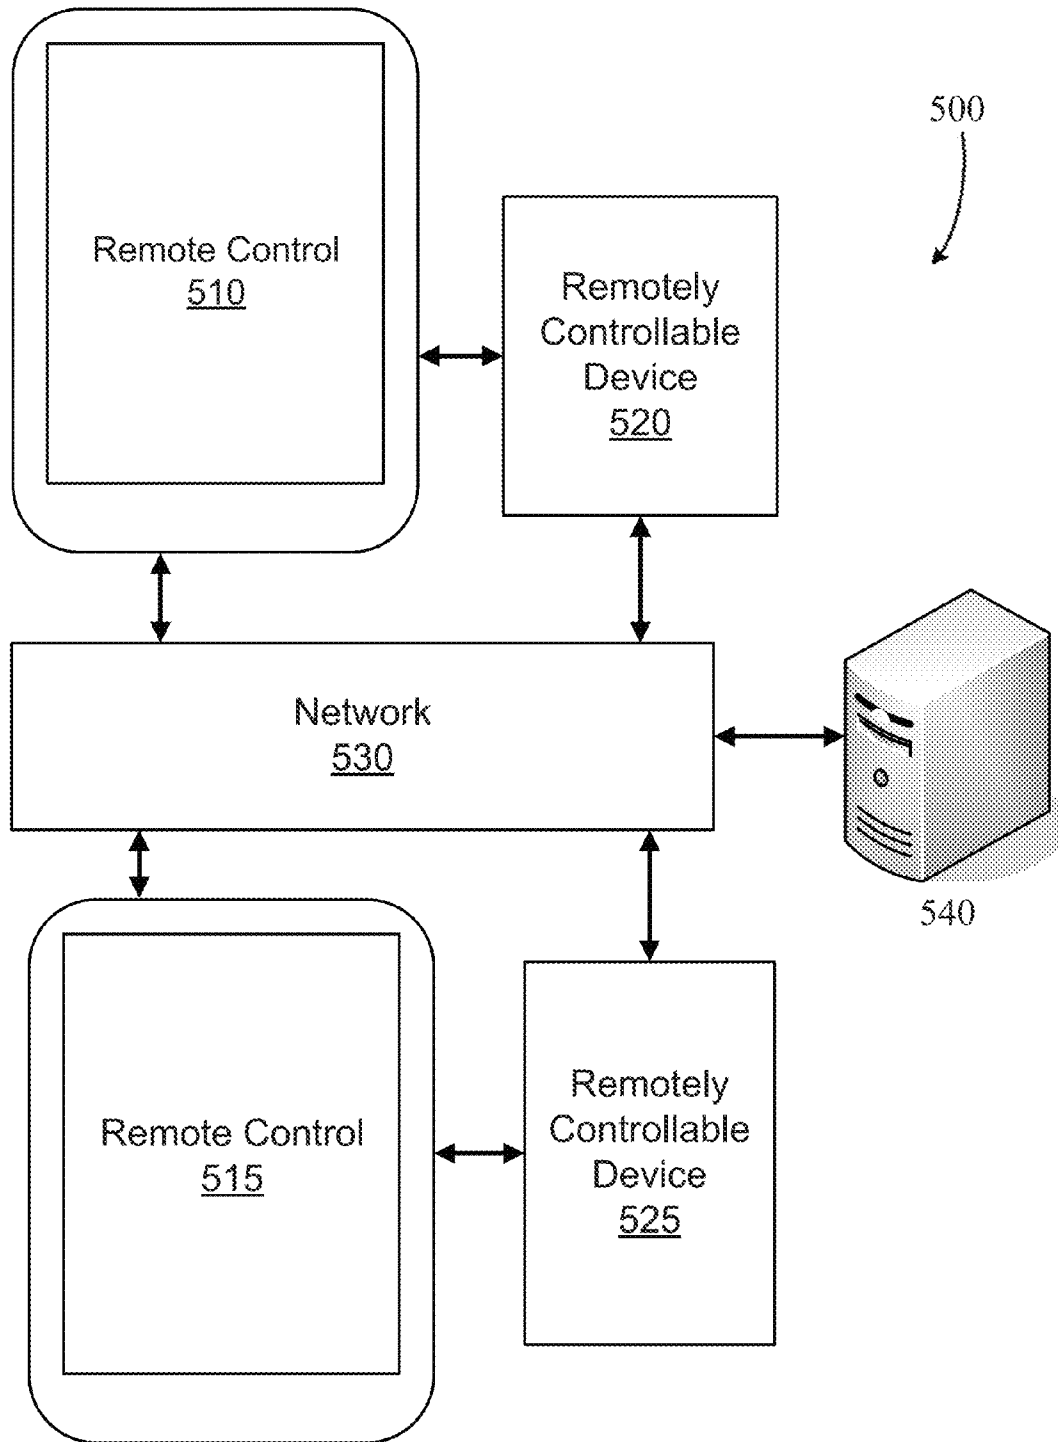 500
Remote Control
510
Remotely
Controllable
Device
520
Network
530
540
Remote Control
515
Remotely
Controllable
Device
525